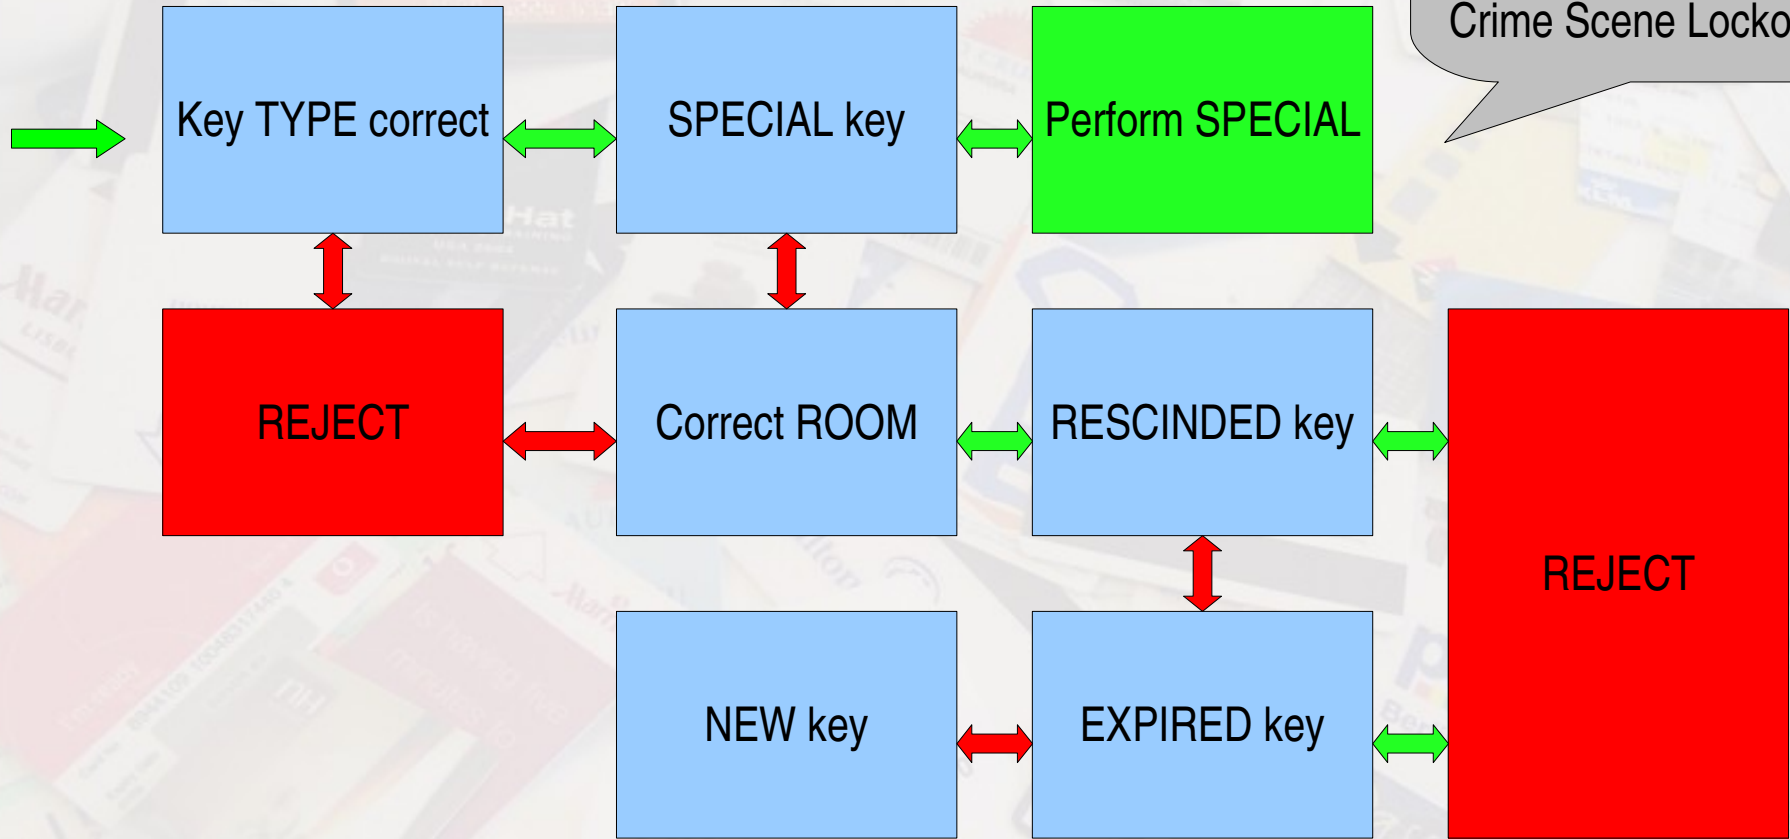 Crime Scene Locko
Key TYPE correct
SPECIAL key
Perform SPECIAL
REJECT
Correct ROOM
RESCINDED key
REJECT
NEW key
EXPIRED key